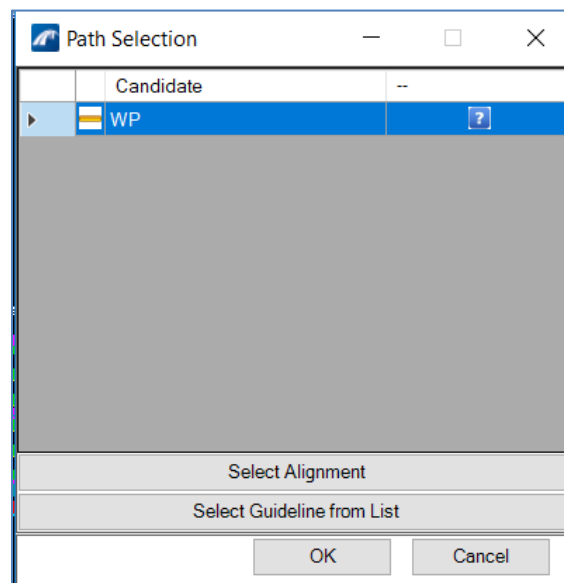 Path Selection
Candidate --
WP ?
Select Alignment
Select Guideline from List
OK Cancel